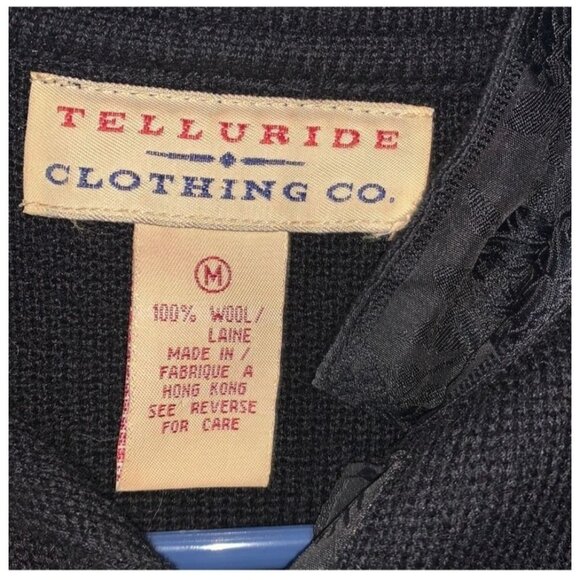 TELLURIDE
CLOTHING CO.
M
100% WOOL/
LAINE
MADE IN/
FABRIQUE A
HONG KONG
SEE REVERSE
FOR CARE